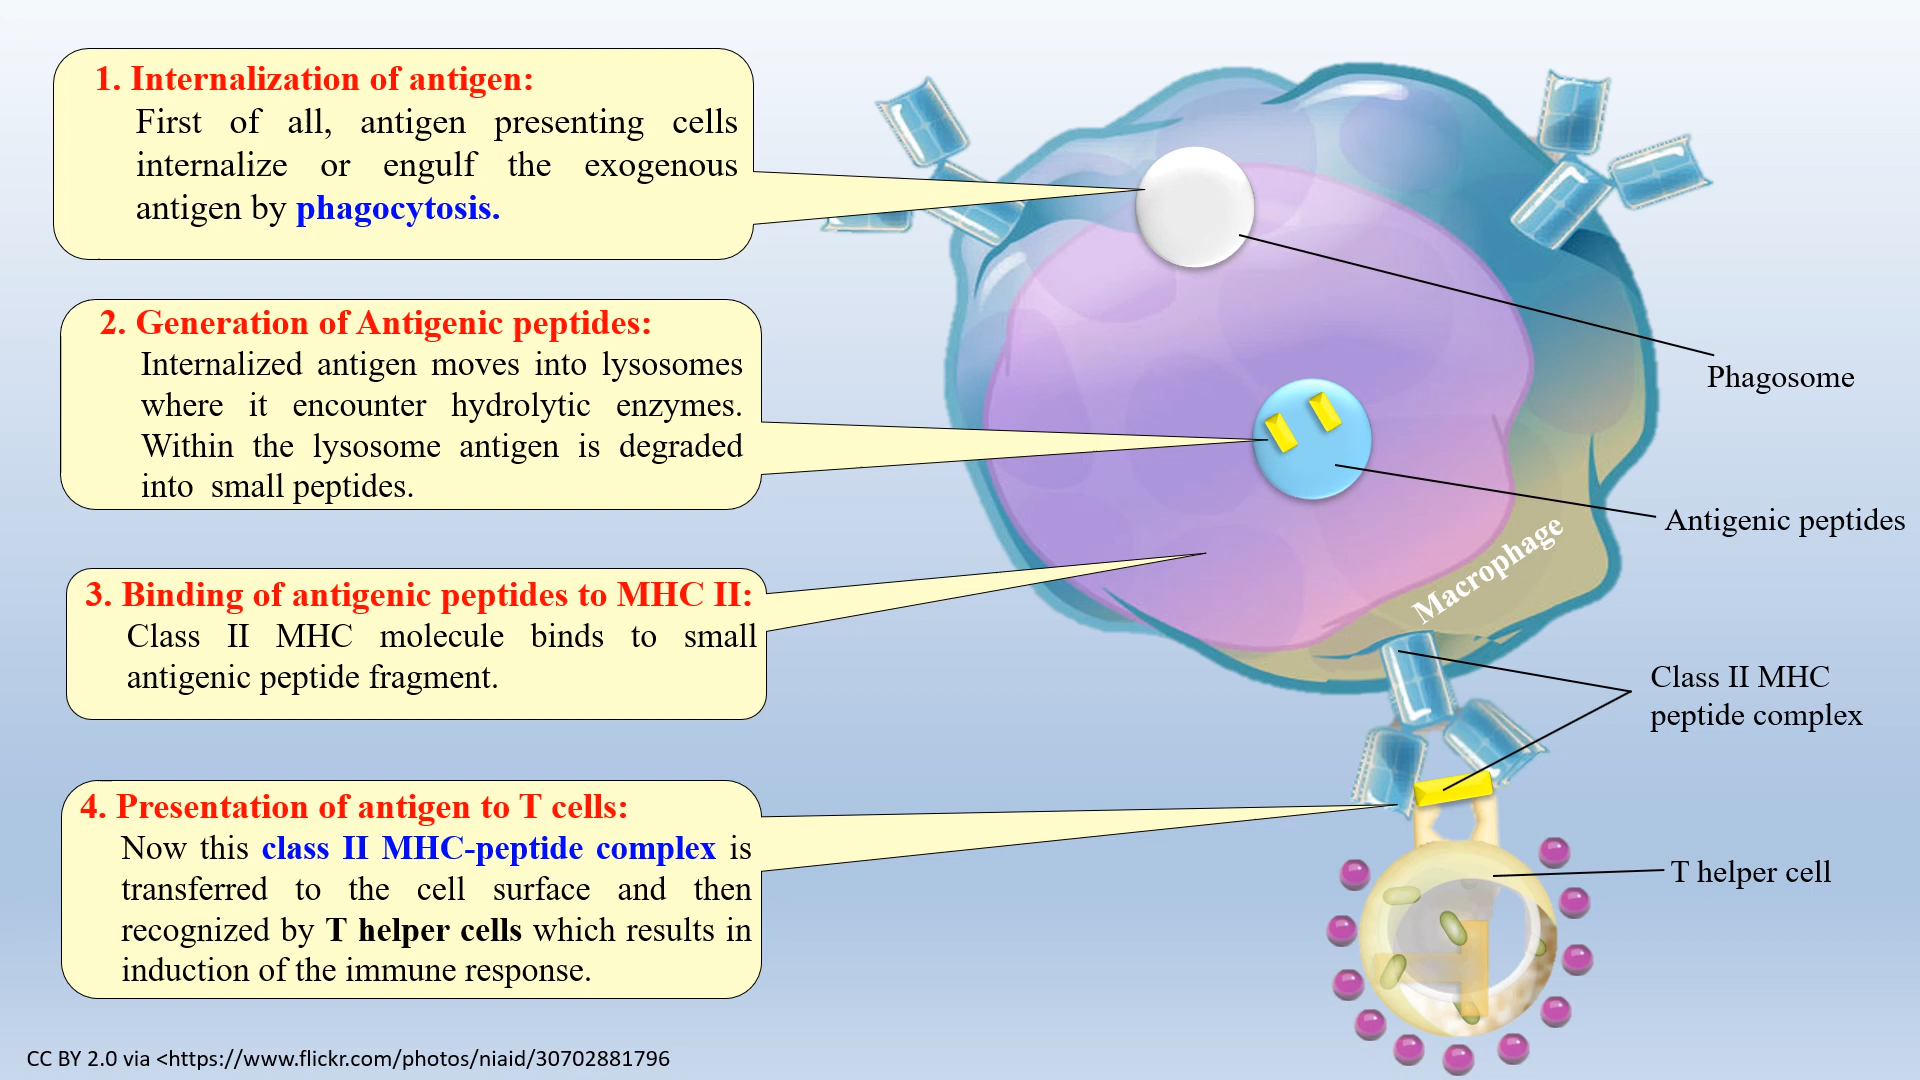 1. Internalization of antigen:
First of all, antigen presenting cells
internalize or engulf the exogenous
antigen by phagocytosis.
2. Generation of Antigenic peptides:
Internalized antigen moves into lysosomes
where it encounter hydrolytic enzymes.
Within the lysosome antigen is degraded
into small peptides.
3. Binding of antigenic peptides to MHC II:
Class II MHC molecule binds to small
antigenic peptide fragment.
4. Presentation of antigen to T cells:
Now this class II MHC-peptide complex is
transferred to the cell surface and then
recognized by T helper cells which results in
induction of the immune response.
Phagosome
Antigenic peptides
Macrophage
Class II MHC
peptide complex
T helper cell
CC BY 2.0 via <https://www.flickr.com/photos/niaid/30702881796